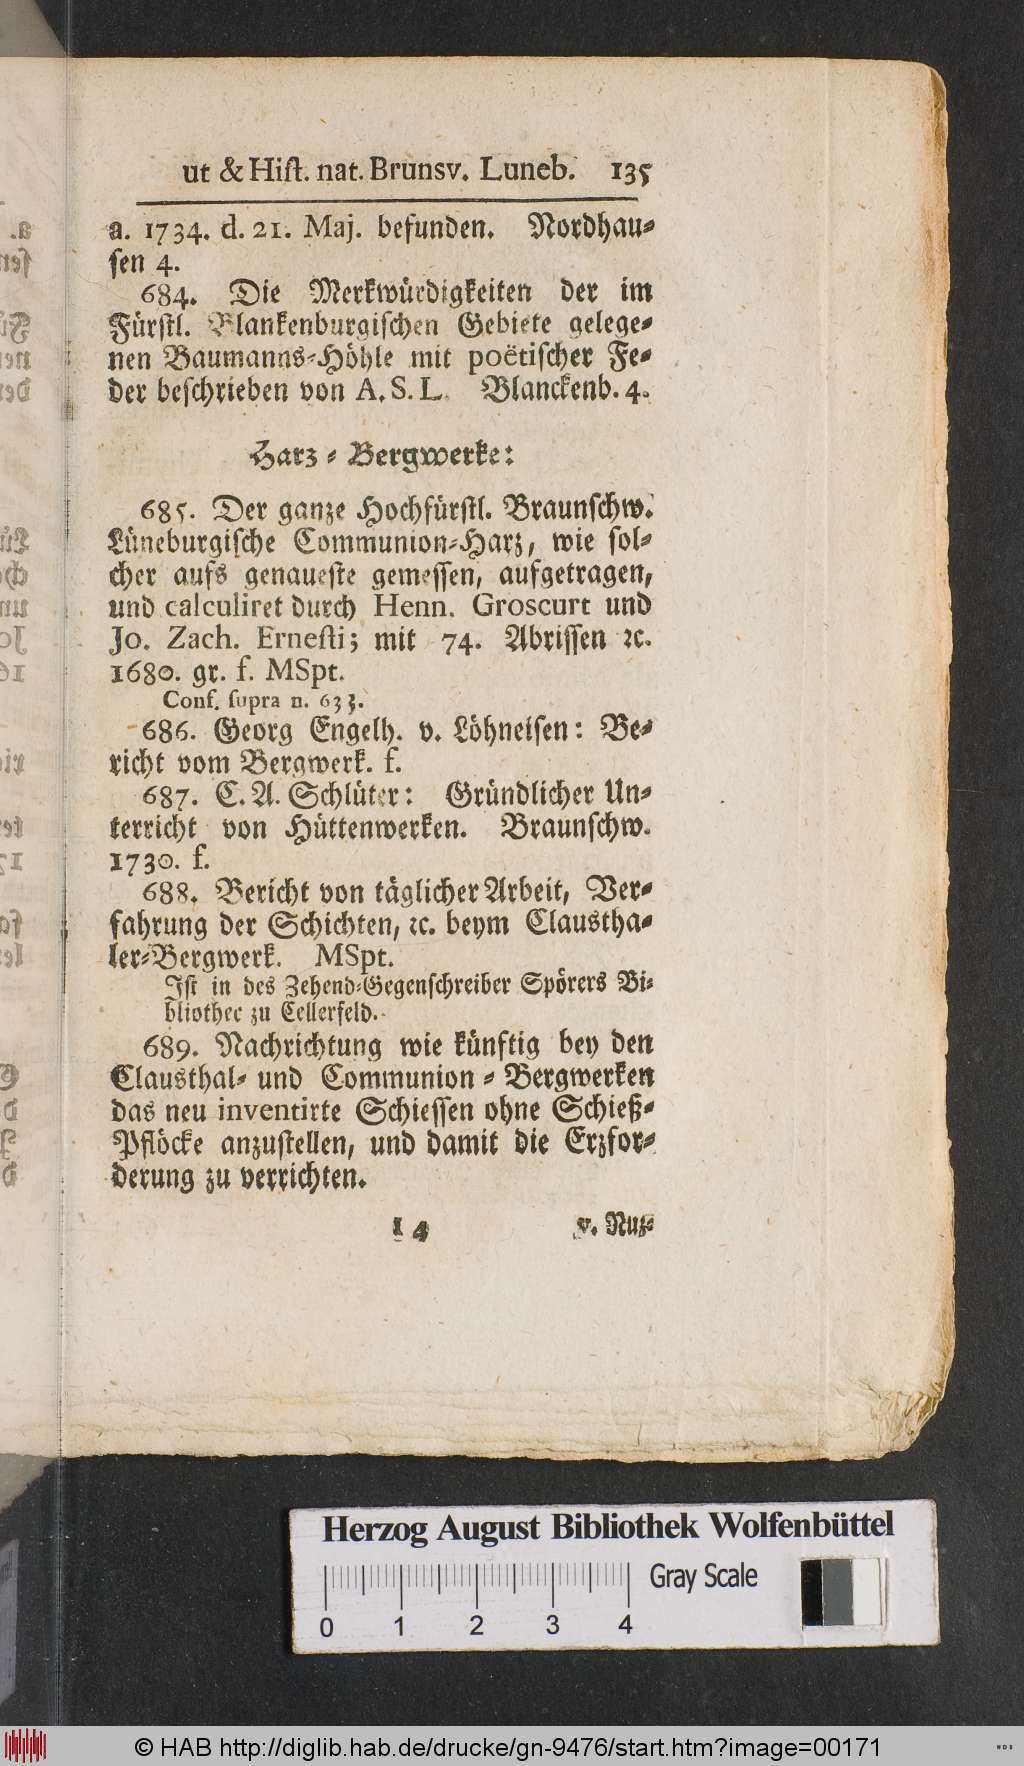 ut & Hiſt. nat. Brunsv. Luneb. 135
a. 1734. d. 21. Maj. befunden. Nordhau-
ſen 4.
684. Die Merkwürdigkeiten der im
Fürſtl. Blankenburgiſchen Gebiete gelege-
nen Baumanns-Höhle mit poëtiſcher Fe-
der beſchrieben von A. S. L. Blanckenb. 4.
Harz-Bergwerke:
685. Der ganze Hochfürſtl. Braunſchw.
Lüneburgiſche Communion-Harz, wie ſol-
cher aufs genaueſte gemeſſen, aufgetragen,
und calculiret durch Henn. Groscurt und
Jo. Zach. Erneſti; mit 74. Abriſſen ꝛc.
1680. gr. f. MSpt.
Conf. ſupra n. 633.
686. Georg Engelh. v. Löhneiſen: Be-
richt vom Bergwerk. f.
687. C. A. Schlüter: Gründlicher Un-
terricht von Hüttenwerken. Braunſchw.
1730. f.
688. Bericht von täglicher Arbeit, Ver-
fahrung der Schichten, ꝛc. beym Clauſtha-
ler-Bergwerk. MSpt.
Iſt in des Zehend-Gegenſchreiber Spörers Bi-
bliothec zu Cellerfeld.
689. Nachrichtung wie künftig bey den
Clausthal- und Communion-Bergwerken
das neu inventirte Schieſſen ohne Schieß-
Pflöcke anzuſtellen, und damit die Erzfor-
derung zu verrichten.
I 4 v. Nuz-
Herzog August Bibliothek Wolfenbüttel
Gray Scale
0 1 2 3 4
© HAB http://diglib.hab.de/drucke/gn-9476/start.htm?image=00171